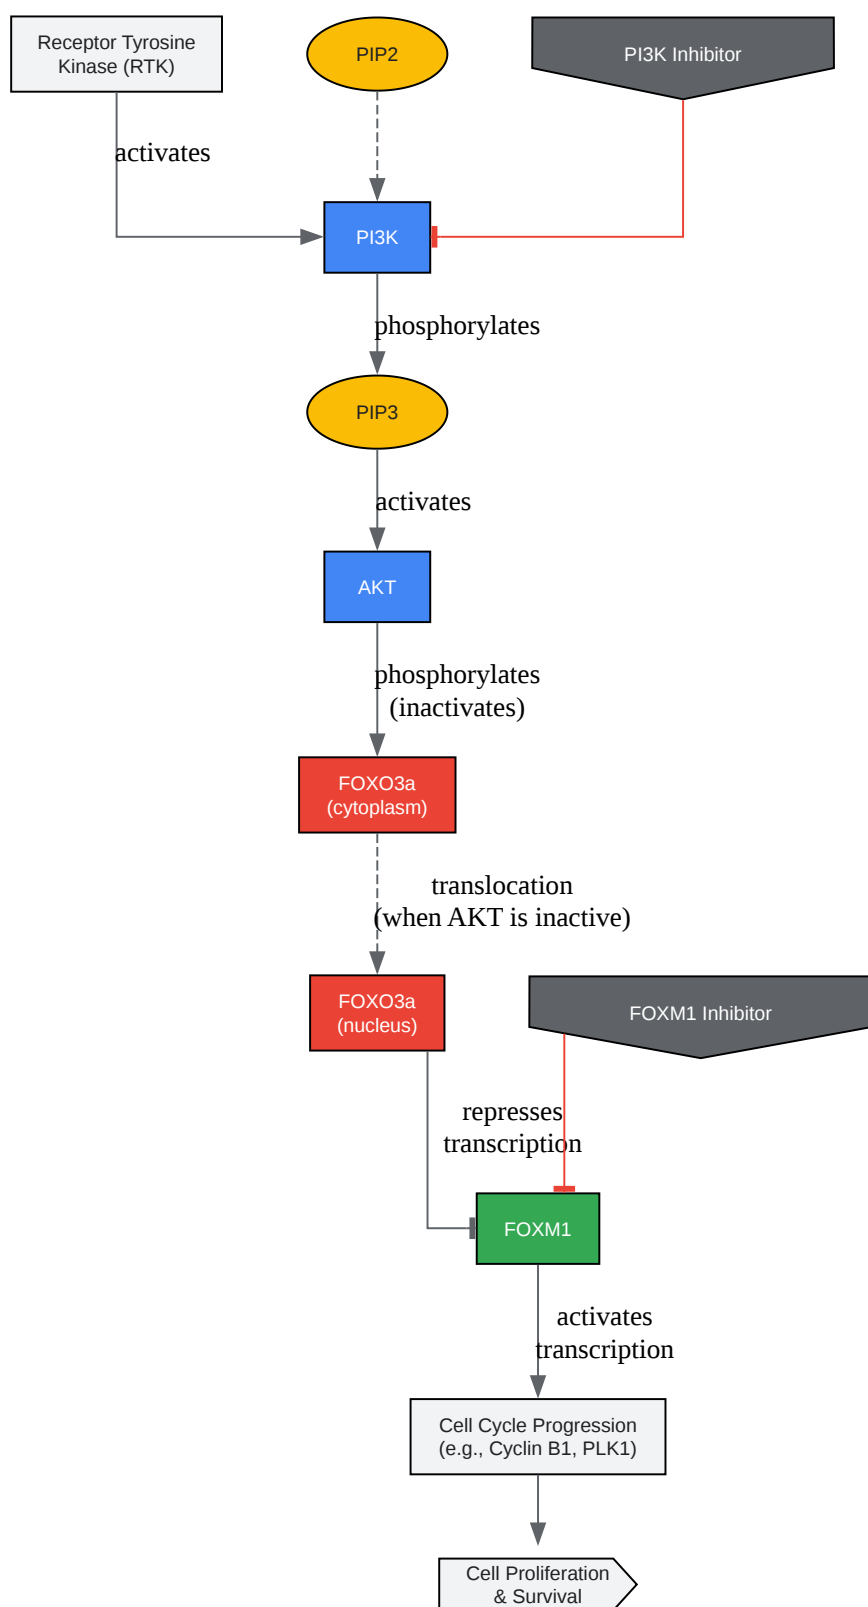 Receptor Tyrosine
Kinase (RTK)
PIP2
PI3K Inhibitor
activates
PI3K
phosphorylates
PIP3
activates
AKT
phosphorylates
(inactivates)
FOXO3a
(cytoplasm)
translocation
(when AKT is inactive)
FOXO3a
(nucleus)
FOXM1 Inhibitor
represses
transcription
FOXM1
activates
transcription
Cell Cycle Progression
(e.g., Cyclin B1, PLK1)
Cell Proliferation
& Survival